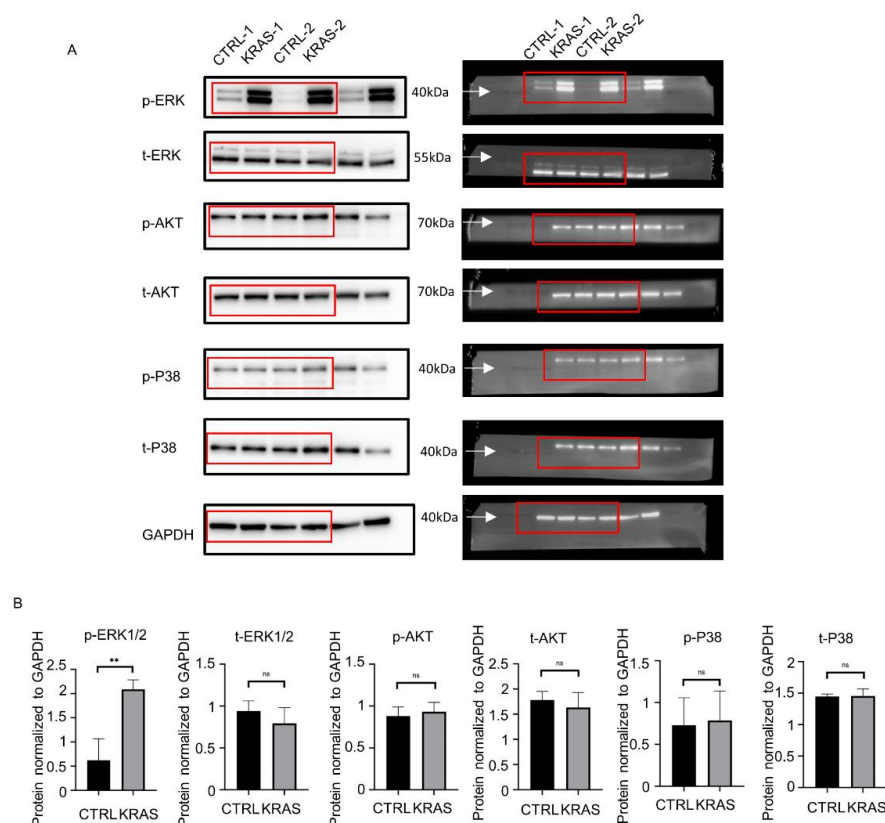 A
CTRL-1 KRAS-1 CTRL-2 KRAS-2
CTRL-1 KRAS-1 CTRL-2 KRAS-2
p-ERK
40kDa
t-ERK
55kDa
p-AKT
70kDa
t-AKT
70kDa
p-P38
40kDa
t-P38
40kDa
GAPDH
40kDa
B
p-ERK1/2
Protein normalized to GAPDH
2.5
2
1.5
1
0.5
0
**
CTRL KRAS
t-ERK1/2
Protein normalized to GAPDH
1.5
1
0.5
0
ns
CTRL KRAS
p-AKT
Protein normalized to GAPDH
1.5
1
0.5
0
ns
CTRL KRAS
t-AKT
Protein normalized to GAPDH
2.5
2
1.5
1
0.5
0
ns
CTRL KRAS
p-P38
Protein normalized to GAPDH
1.5
1
0.5
0
ns
CTRL KRAS
t-P38
Protein normalized to GAPDH
2
1.5
1
0.5
0
ns
CTRL KRAS